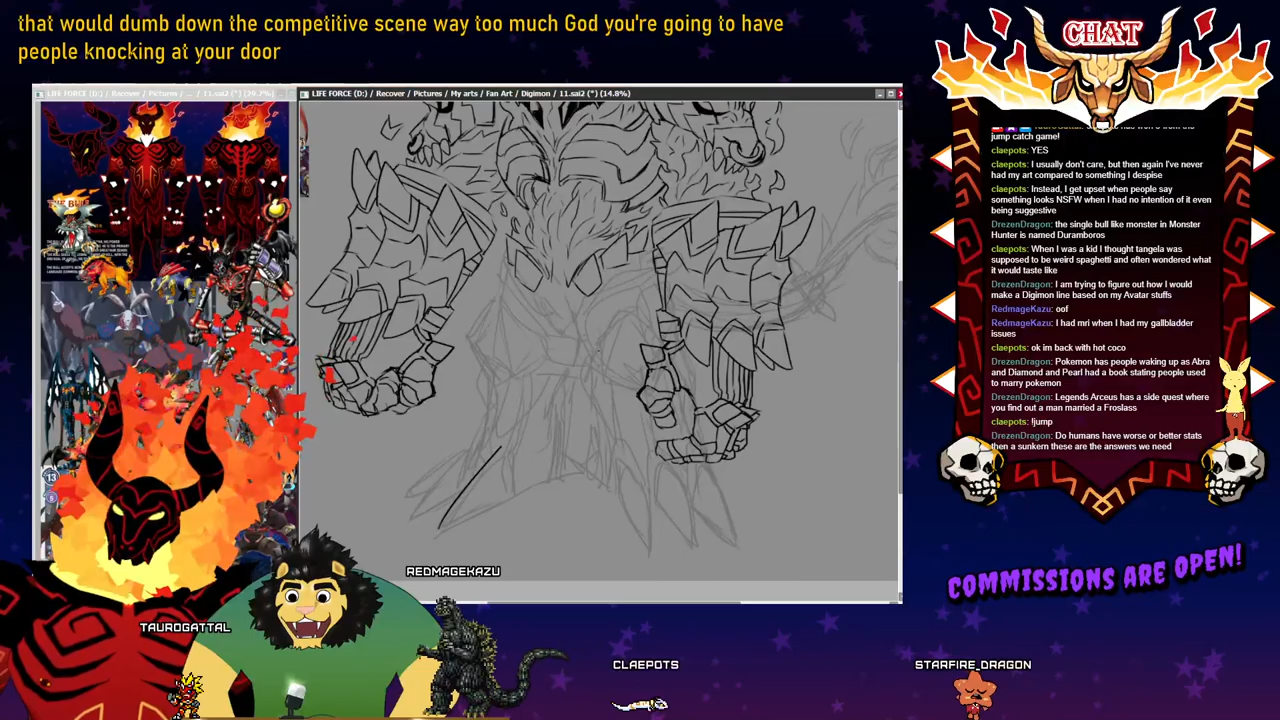 that would dumb down the competitive scene way too much God you're going to have
people knocking at your door
CHAT
LIFE FORCE (D:) / Recover / Pictures / ... / 11.sai2 (*) (39.2%)
LIFE FORCE (D:) / Recover / Pictures / My arts / Fan Art / Digimon / 11.sai2 (*) (14.8%)
jump catch game!
claepots: YES
claepots: I usually don't care, but then again I've never
had my art compared to something I despise
claepots: Instead, I get upset when people say
something looks NSFW when I had no intention of it even
being suggestive
DrezenDragon: the single bull like monster in Monster
Hunter is named Duramboros
claepots: When I was a kid I thought tangela was
supposed to be weird spaghetti and often wondered what
it would taste like
DrezenDragon: I am trying to figure out how I would
make a Digimon line based on my Avatar stuffs
RedmageKazu: oof
RedmageKazu: I had mri when I had my gallbladder
issues
claepots: ok im back with hot coco
DrezenDragon: Pokemon has people waking up as Abra
and Diamond and Pearl had a book stating people used
to marry pokemon
DrezenDragon: Legends Arceus has a side quest where
you find out a man married a Froslass
claepots: !jump
DrezenDragon: Do humans have worse or better stats
then a sunkern these are the answers we need
13
COMMISSIONS ARE OPEN!
REDMAGEKAZU
TAUROGATTAL
CLAEPOTS
STARFIRE_DRAGON